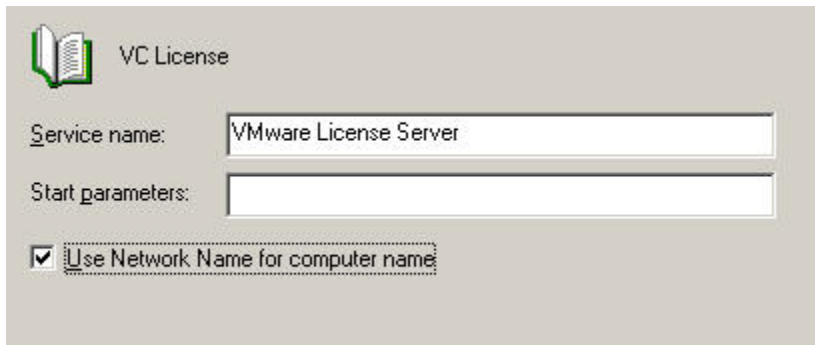 VC License
Service name: VMware License Server
Start parameters:
Use Network Name for computer name